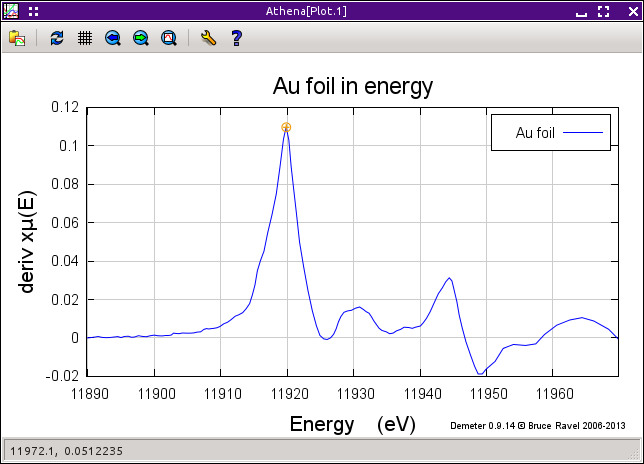 Athena[Plot.1]
?
Au foil in energy
Au foil
deriv xμ(E)
0.12
0.1
0.08
0.06
0.04
0.02
0
-0.02
11890 11900 11910 11920 11930 11940 11950 11960
Energy (eV)
Demeter 0.9.14 © Bruce Ravel 2006-2013
11972.1, 0.0512235